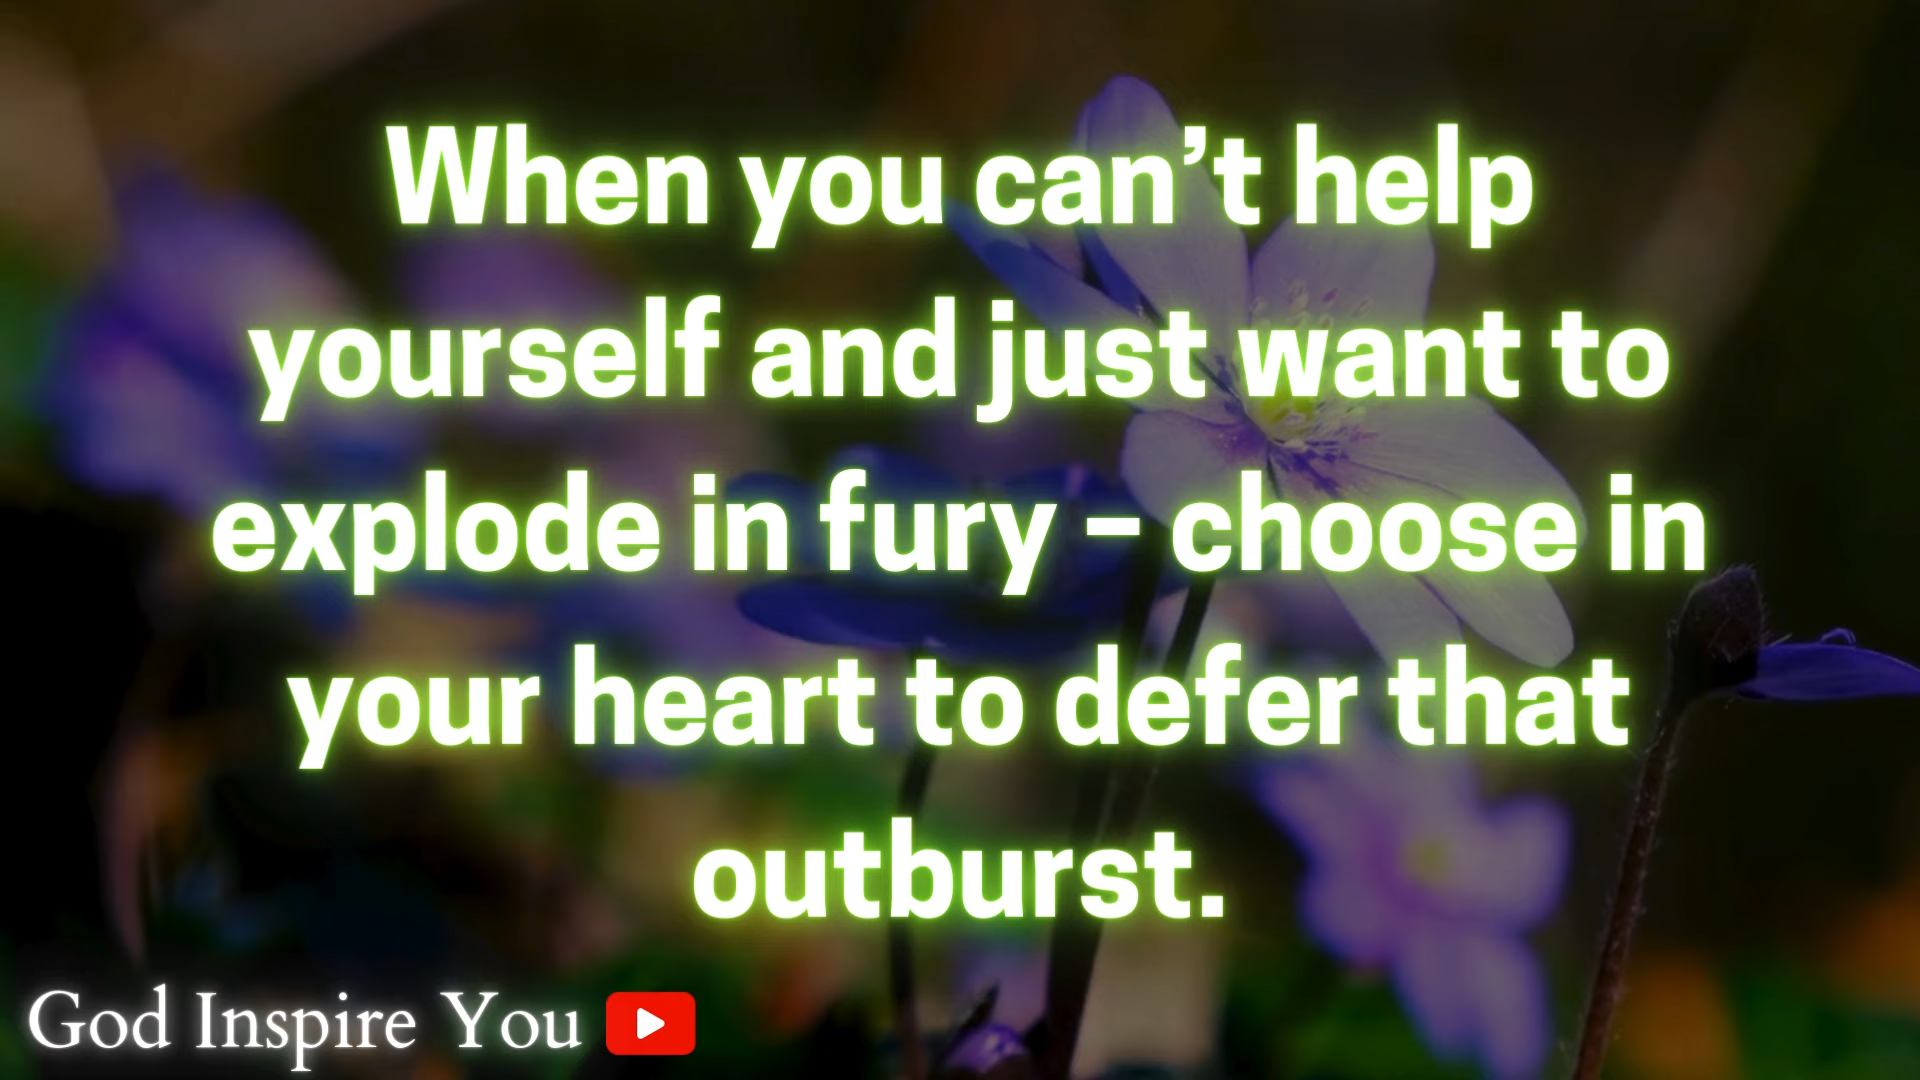 When you can’t help
yourself and just want to
explode in fury – choose in
your heart to defer that
outburst.
God Inspire You